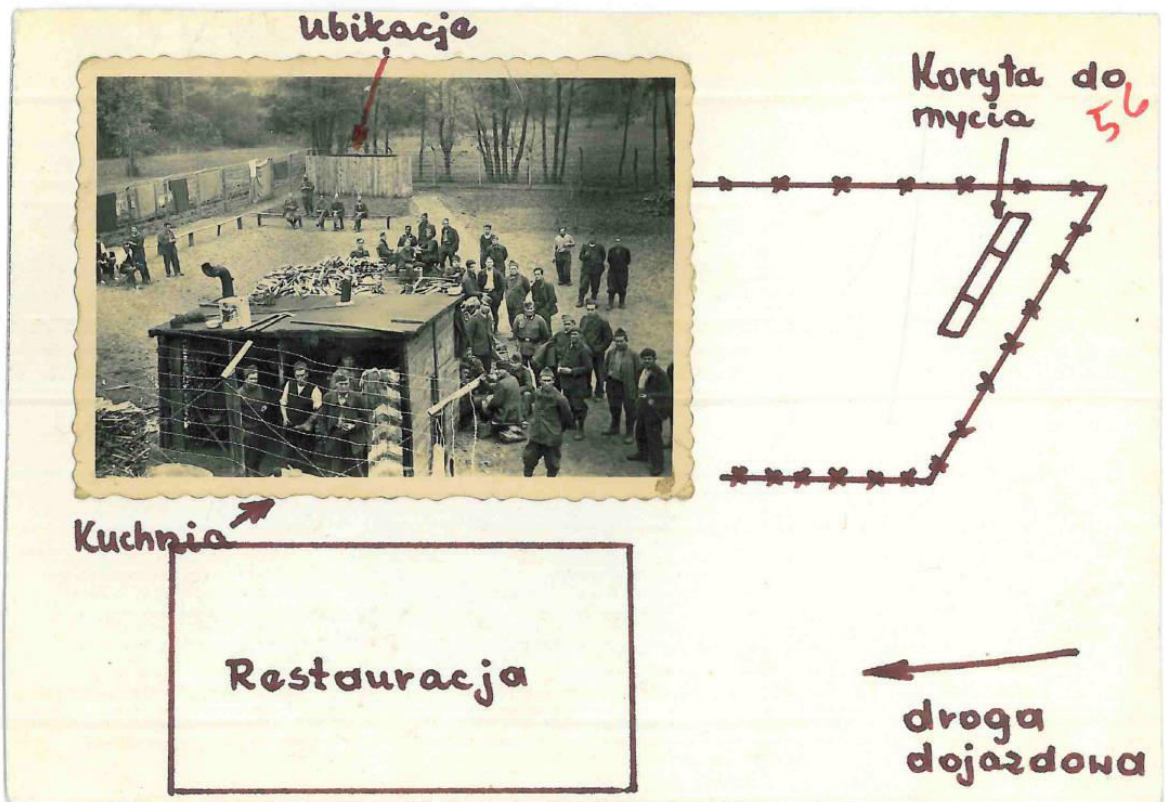 ubikacje
Koryta do
mycia
56
Kuchnia
Restauracja
droga
dojazdowa